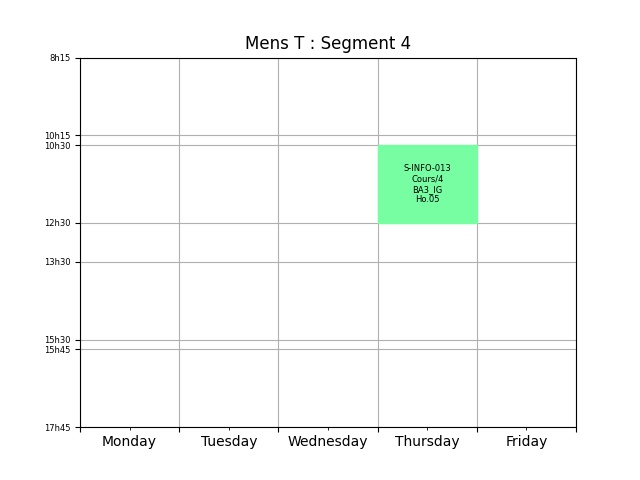 Mens T : Segment 4
8h15
10h15
10h30
S-INFO-013
Cours/4
BA3_IG
Ho.05
12h30
13h30
15h30
15h45
17h45
Monday Tuesday Wednesday Thursday Friday